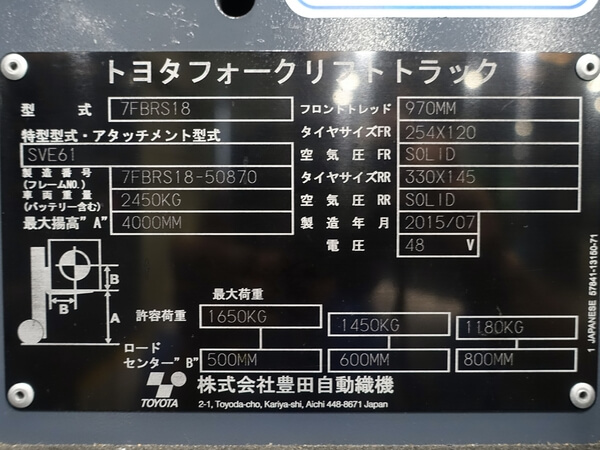 トヨタフォークリフトトラック
型式 7FBRS18 フロントトレッド 970MM
特型型式・アタッチメント型式 タイヤサイズFR 254X120
SVE61 空気圧FR SOLID
製造番号(フレームNO.) 7FBRS18-50870 タイヤサイズRR 330X145
車両重量(バッテリー含む) 2450KG 空気圧RR SOLID
最大揚高"A" 4000MM 製造年月 2015/07
電圧 48 V
B
B
A
最大荷重
許容荷重 1650KG 1450KG 1180KG
ロード
センター"B" 500MM 600MM 800MM
TOYOTA 株式会社豊田自動織機
2-1, Toyoda-cho, Kariya-shi, Aichi 448-8671 Japan
1 JAPANESE 57841-13150-71